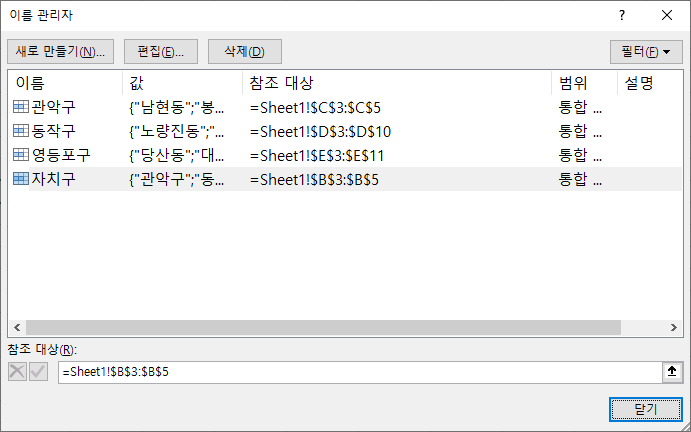 이름 관리자
새로 만들기(N)... 편집(E)... 삭제(D) 필터(F)
이름 값 참조 대상 범위 설명
관악구 {"남현동";"봉... =Sheet1!$C$3:$C$5 통합 ...
동작구 {"노량진동";"... =Sheet1!$D$3:$D$10 통합 ...
영등포구 {"당산동";"대... =Sheet1!$E$3:$E$11 통합 ...
자치구 {"관악구";"동... =Sheet1!$B$3:$B$5 통합 ...
참조 대상(R):
=Sheet1!$B$3:$B$5
닫기